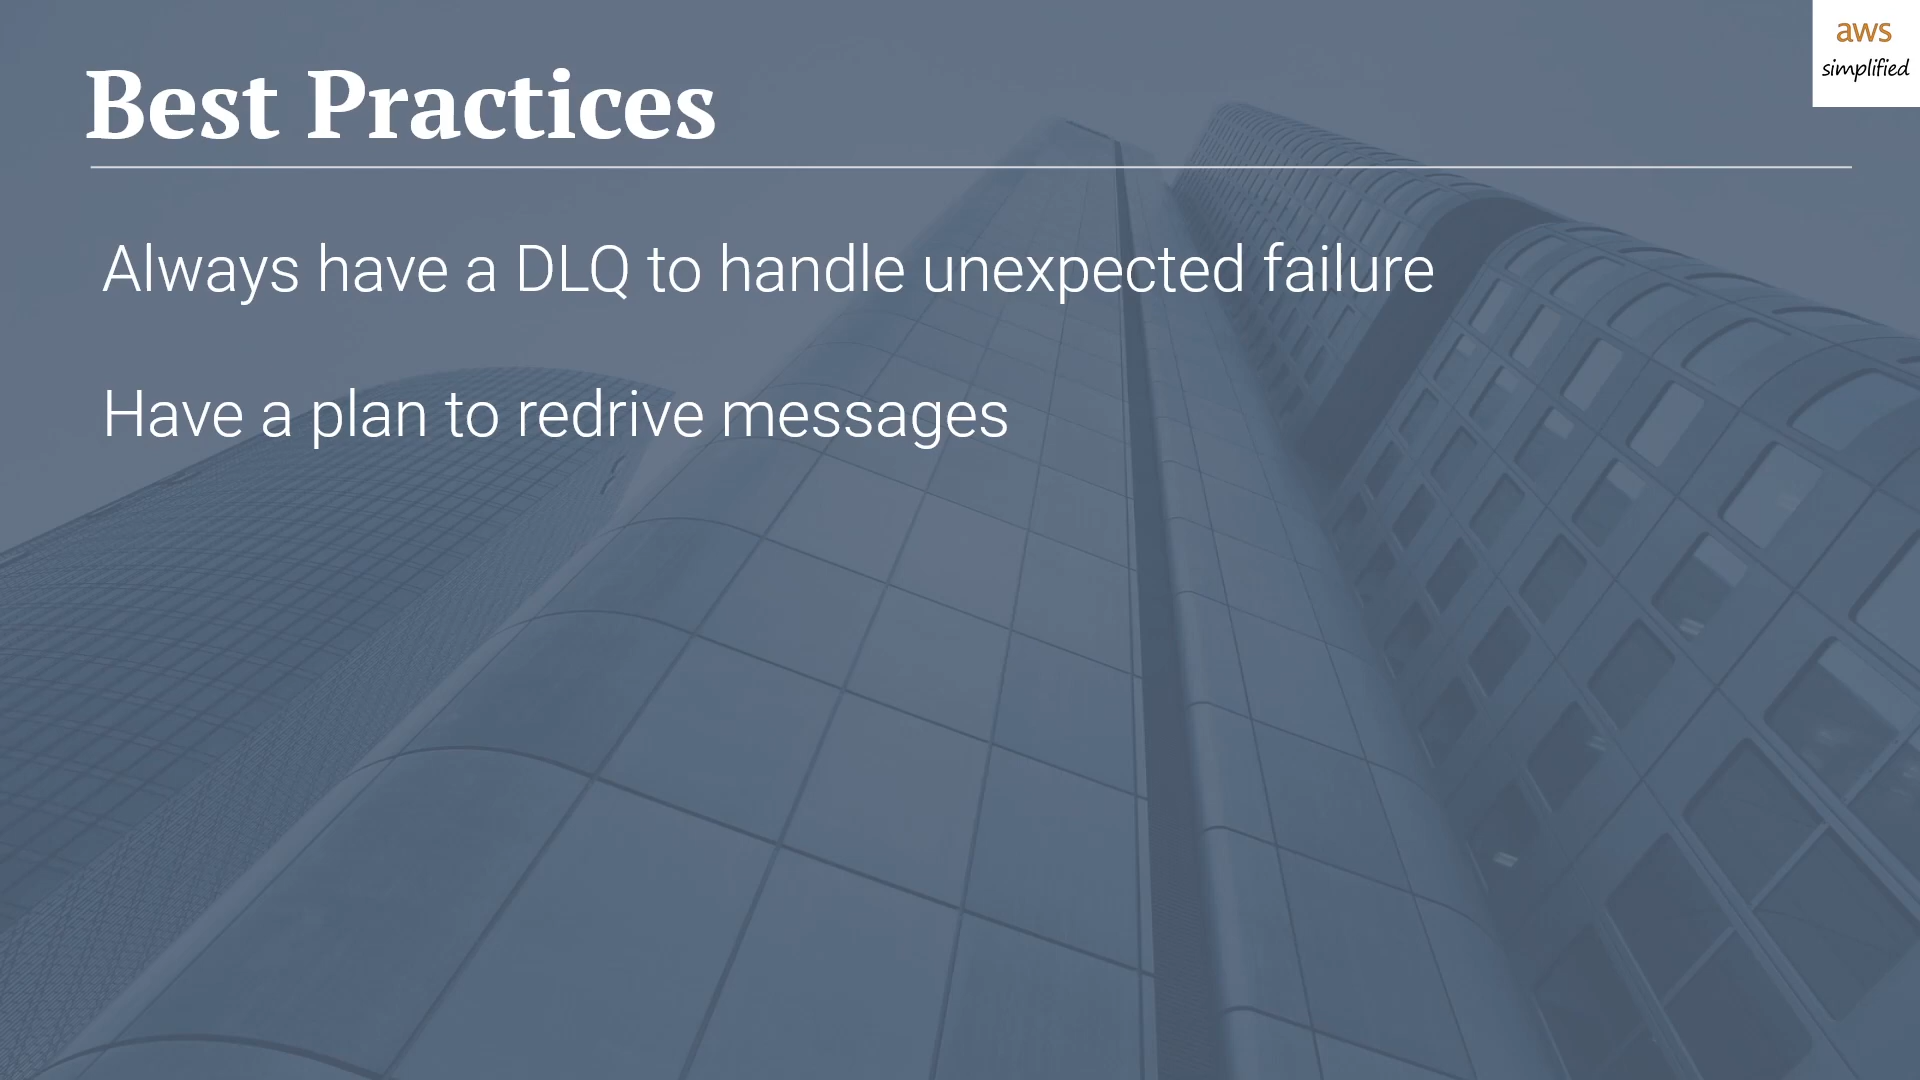 aws
simplified
Best Practices
Always have a DLQ to handle unexpected failure
Have a plan to redrive messages